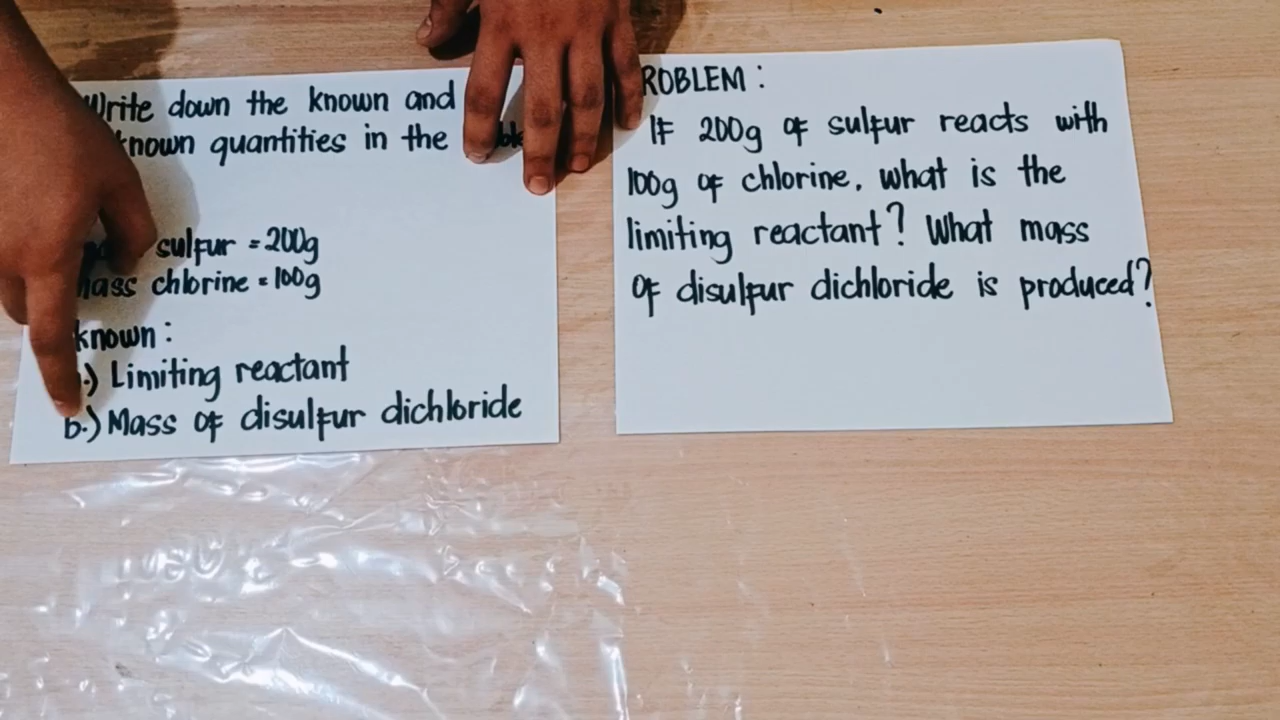 Write down the known and
known quantities in the
sulfur = 200g
Mass chlorine = 100g
known :
.) Limiting reactant
b.) Mass of disulfur dichloride
ROBLEM :
If 200g of sulfur reacts with
100g of chlorine, what is the
limiting reactant? What mass
of disulfur dichloride is produced?